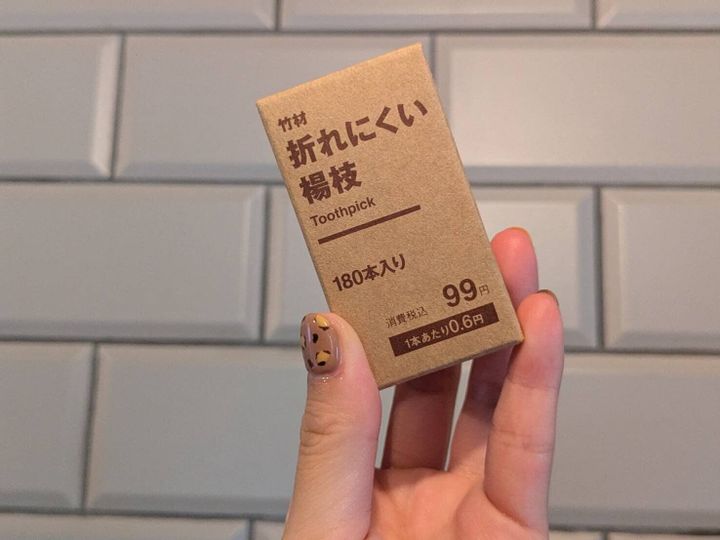 竹材
折れにくい
楊枝
Toothpick
180本入り
消費税込 99円
1本あたり0.6円